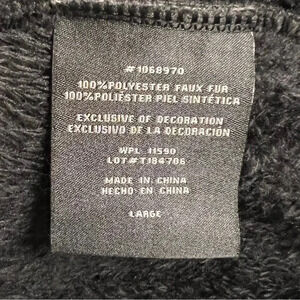 #1068970
100%POLYESTER FAUX FUR
100%POLIÉSTER PIEL SINTÉTICA
EXCLUSIVE OF DECORATION
EXCLUSIVO DE LA DECORACIÓN
WPL 11590
LOT#T184706
MADE IN CHINA
HECHO EN CHINA
LARGE